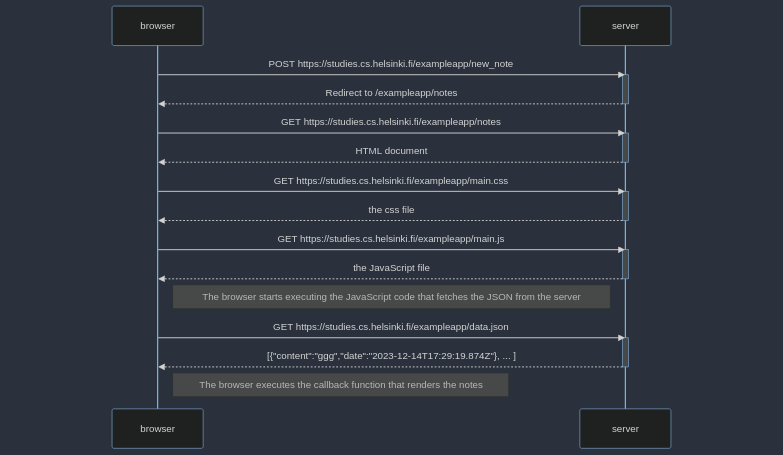 browser server
POST https://studies.cs.helsinki.fi/exampleapp/new_note
Redirect to /exampleapp/notes
GET https://studies.cs.helsinki.fi/exampleapp/notes
HTML document
GET https://studies.cs.helsinki.fi/exampleapp/main.css
the css file
GET https://studies.cs.helsinki.fi/exampleapp/main.js
the JavaScript file
The browser starts executing the JavaScript code that fetches the JSON from the server
GET https://studies.cs.helsinki.fi/exampleapp/data.json
[{"content":"ggg","date":"2023-12-14T17:29:19.874Z"}, ... ]
The browser executes the callback function that renders the notes
browser server